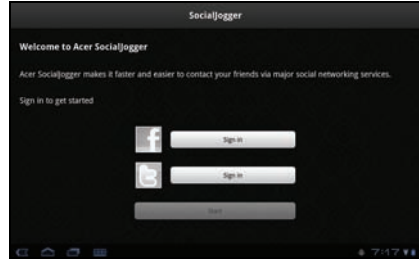 SocialJogger
Welcome to Acer SocialJogger
Acer SocialJogger makes it faster and easier to contact your friends via major social networking services.
Sign in to get started
f
Sign in
t
Sign in
Start
7:17